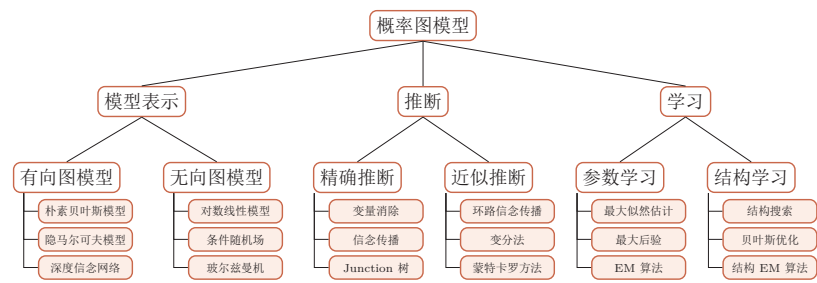 概率图模型
模型表示
推断
学习
有向图模型
无向图模型
精确推断
近似推断
参数学习
结构学习
朴素贝叶斯模型
对数线性模型
变量消除
环路信念传播
最大似然估计
结构搜索
隐马尔可夫模型
条件随机场
信念传播
变分法
最大后验
贝叶斯优化
深度信念网络
玻尔兹曼机
Junction 树
蒙特卡罗方法
EM 算法
结构 EM 算法